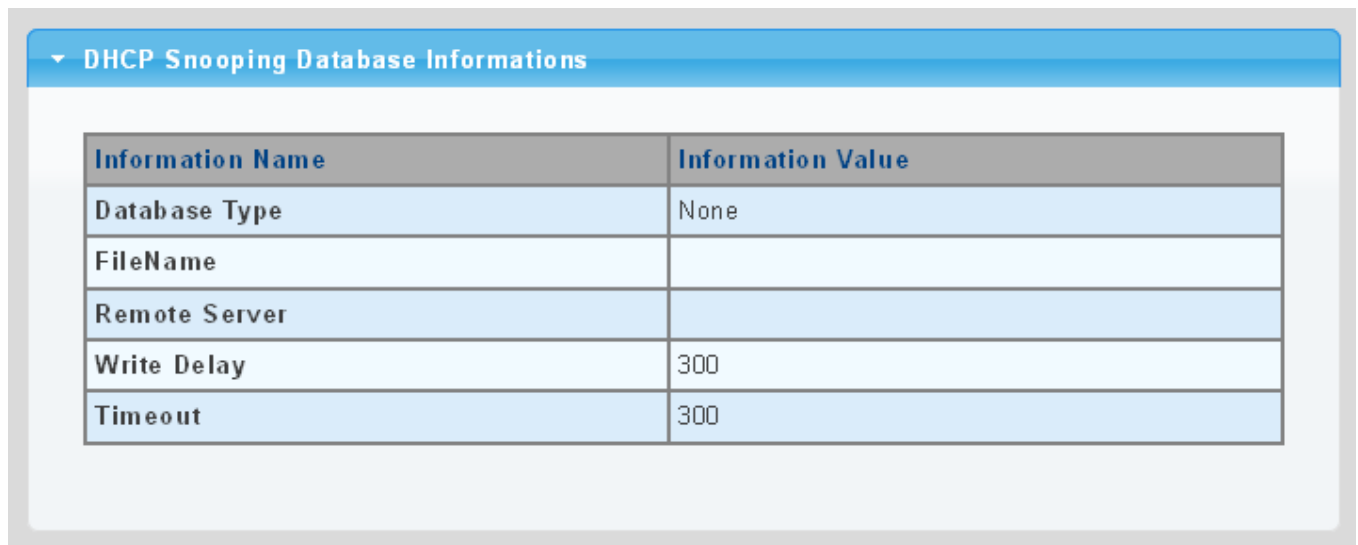 DHCP Snooping Database Informations
Information Name Information Value
Database Type None
FileName
Remote Server
Write Delay 300
Timeout 300